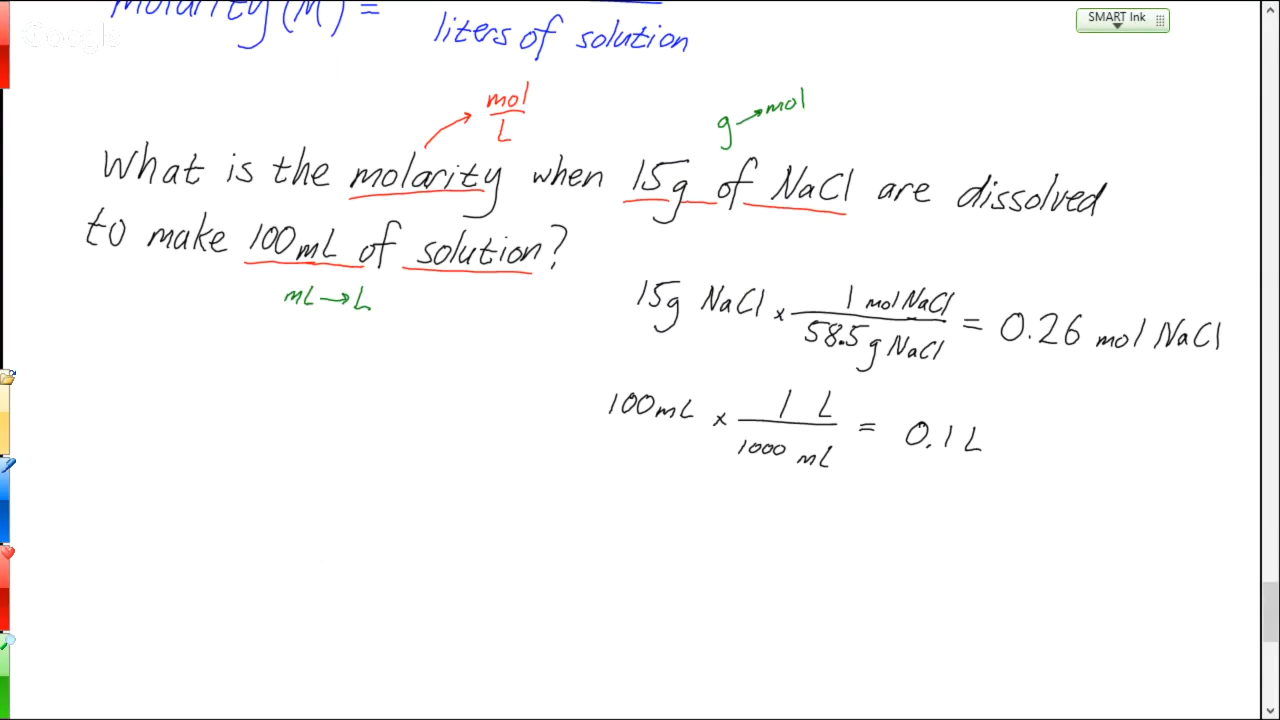 molarity (M) =
liters of solution
SMART Ink
Google
mol
L
g → mol
What is the molarity when 15g of NaCl are dissolved
to make 100mL of solution?
mL → L
15g NaCl x 1 mol NaCl / 58.5 g NaCl = 0.26 mol NaCl
100mL x 1 L / 1000 mL = 0.1 L